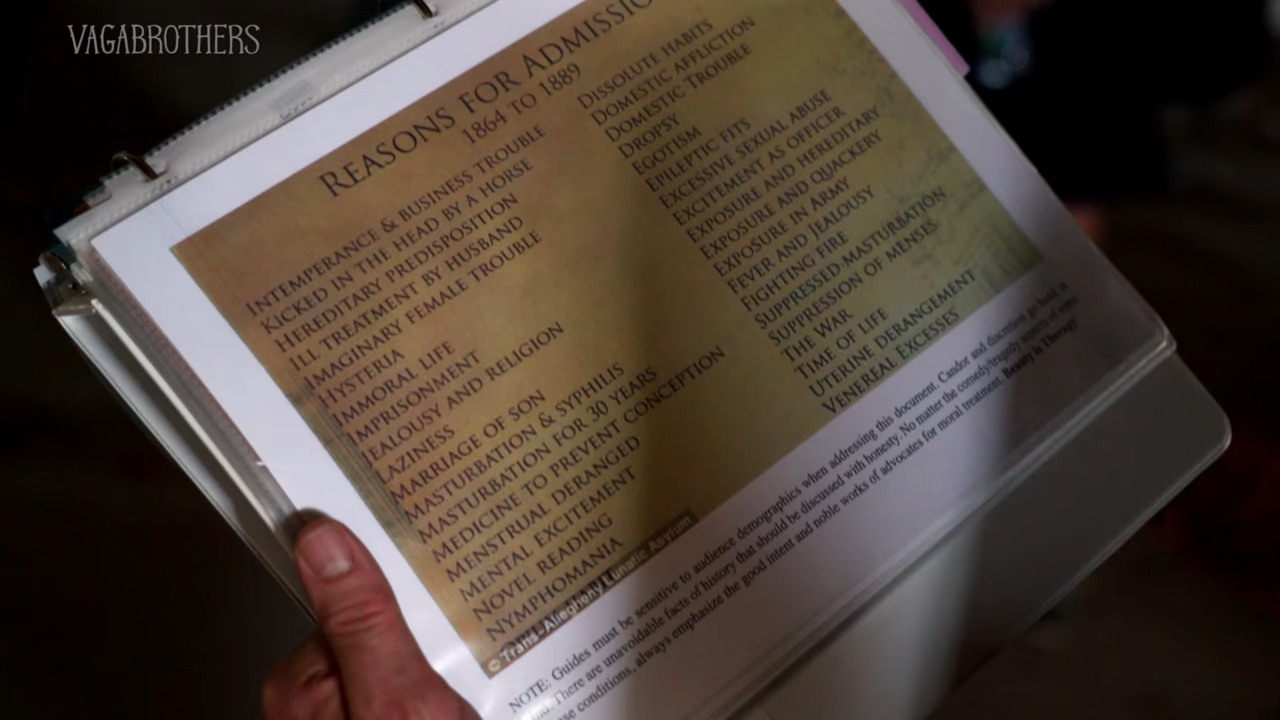 VAGABROTHERS
REASONS FOR ADMISSIO
1864 TO 1889
INTEMPERANCE & BUSINESS TROUBLE
KICKED IN THE HEAD BY A HORSE
HEREDITARY PREDISPOSITION
ILL TREATMENT BY HUSBAND
IMAGINARY FEMALE TROUBLE
HYSTERIA
IMMORAL LIFE
IMPRISONMENT
JEALOUSY AND RELIGION
LAZINESS
MARRIAGE OF SON
MASTURBATION & SYPHILIS
MASTURBATION FOR 30 YEARS
MEDICINE TO PREVENT CONCEPTION
MENSTRUAL DERANGED
MENTAL EXCITEMENT
NOVEL READING
NYMPHOMANIA
DISSOLUTE HABITS
DOMESTIC AFFLICTION
DOMESTIC TROUBLE
DROPSY
EGOTISM
EPILEPTIC FITS
EXCESSIVE SEXUAL ABUSE
EXCITEMENT AS OFFICER
EXPOSURE AND HEREDITARY
EXPOSURE AND QUACKERY
EXPOSURE IN ARMY
FEVER AND JEALOUSY
FIGHTING FIRE
SUPPRESSED MASTURBATION
SUPPRESSION OF MENSES
THE WAR
TIME OF LIFE
UTERINE DERANGEMENT
VENEREAL EXCESSES
© Trans-Allegheny Lunatic Asylum
NOTE: Guides must be sensitive to audience demographics when addressing this document. Candor and discretion go hand in
There are unavoidable facts of history that should be discussed with honesty. No matter the comedy/tragedy aspects of
conditions, always emphasize the good intent and noble works of advocates for moral treatment. Beauty is Therapy